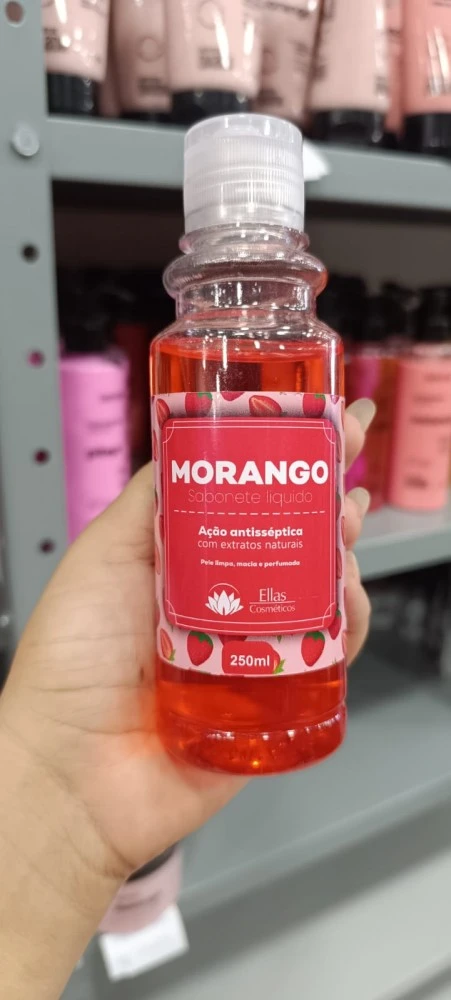 MORANGO
Sabonete líquido
Ação antisséptica
com extratos naturais
Pele limpa, macia e perfumada
Ellas
Cosméticos
250ml